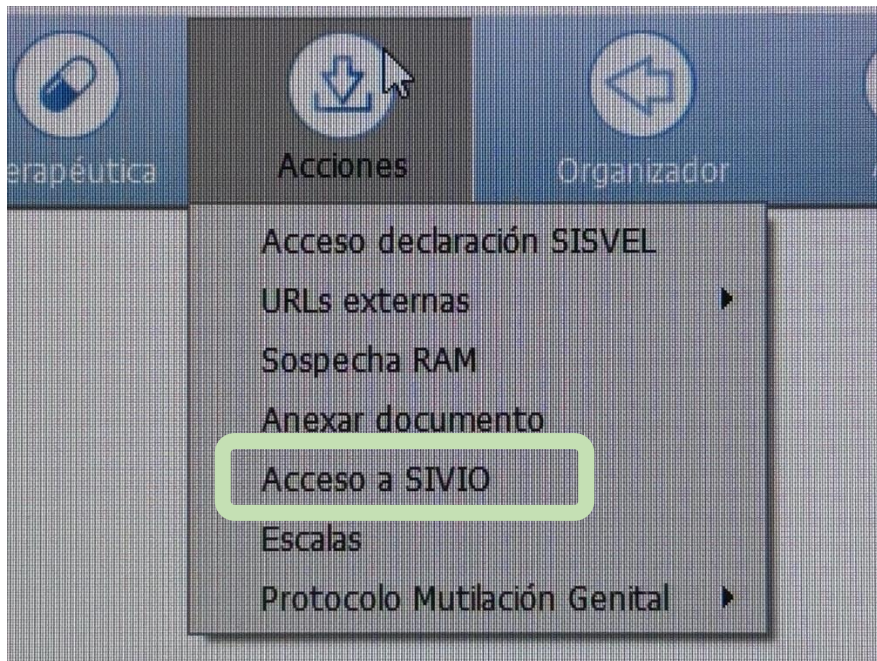 erapéutica
Acciones
Organizador
Acceso declaración SISVEL
URLs externas
Sospecha RAM
Anexar documento
Acceso a SIVIO
Escalas
Protocolo Mutilación Genital